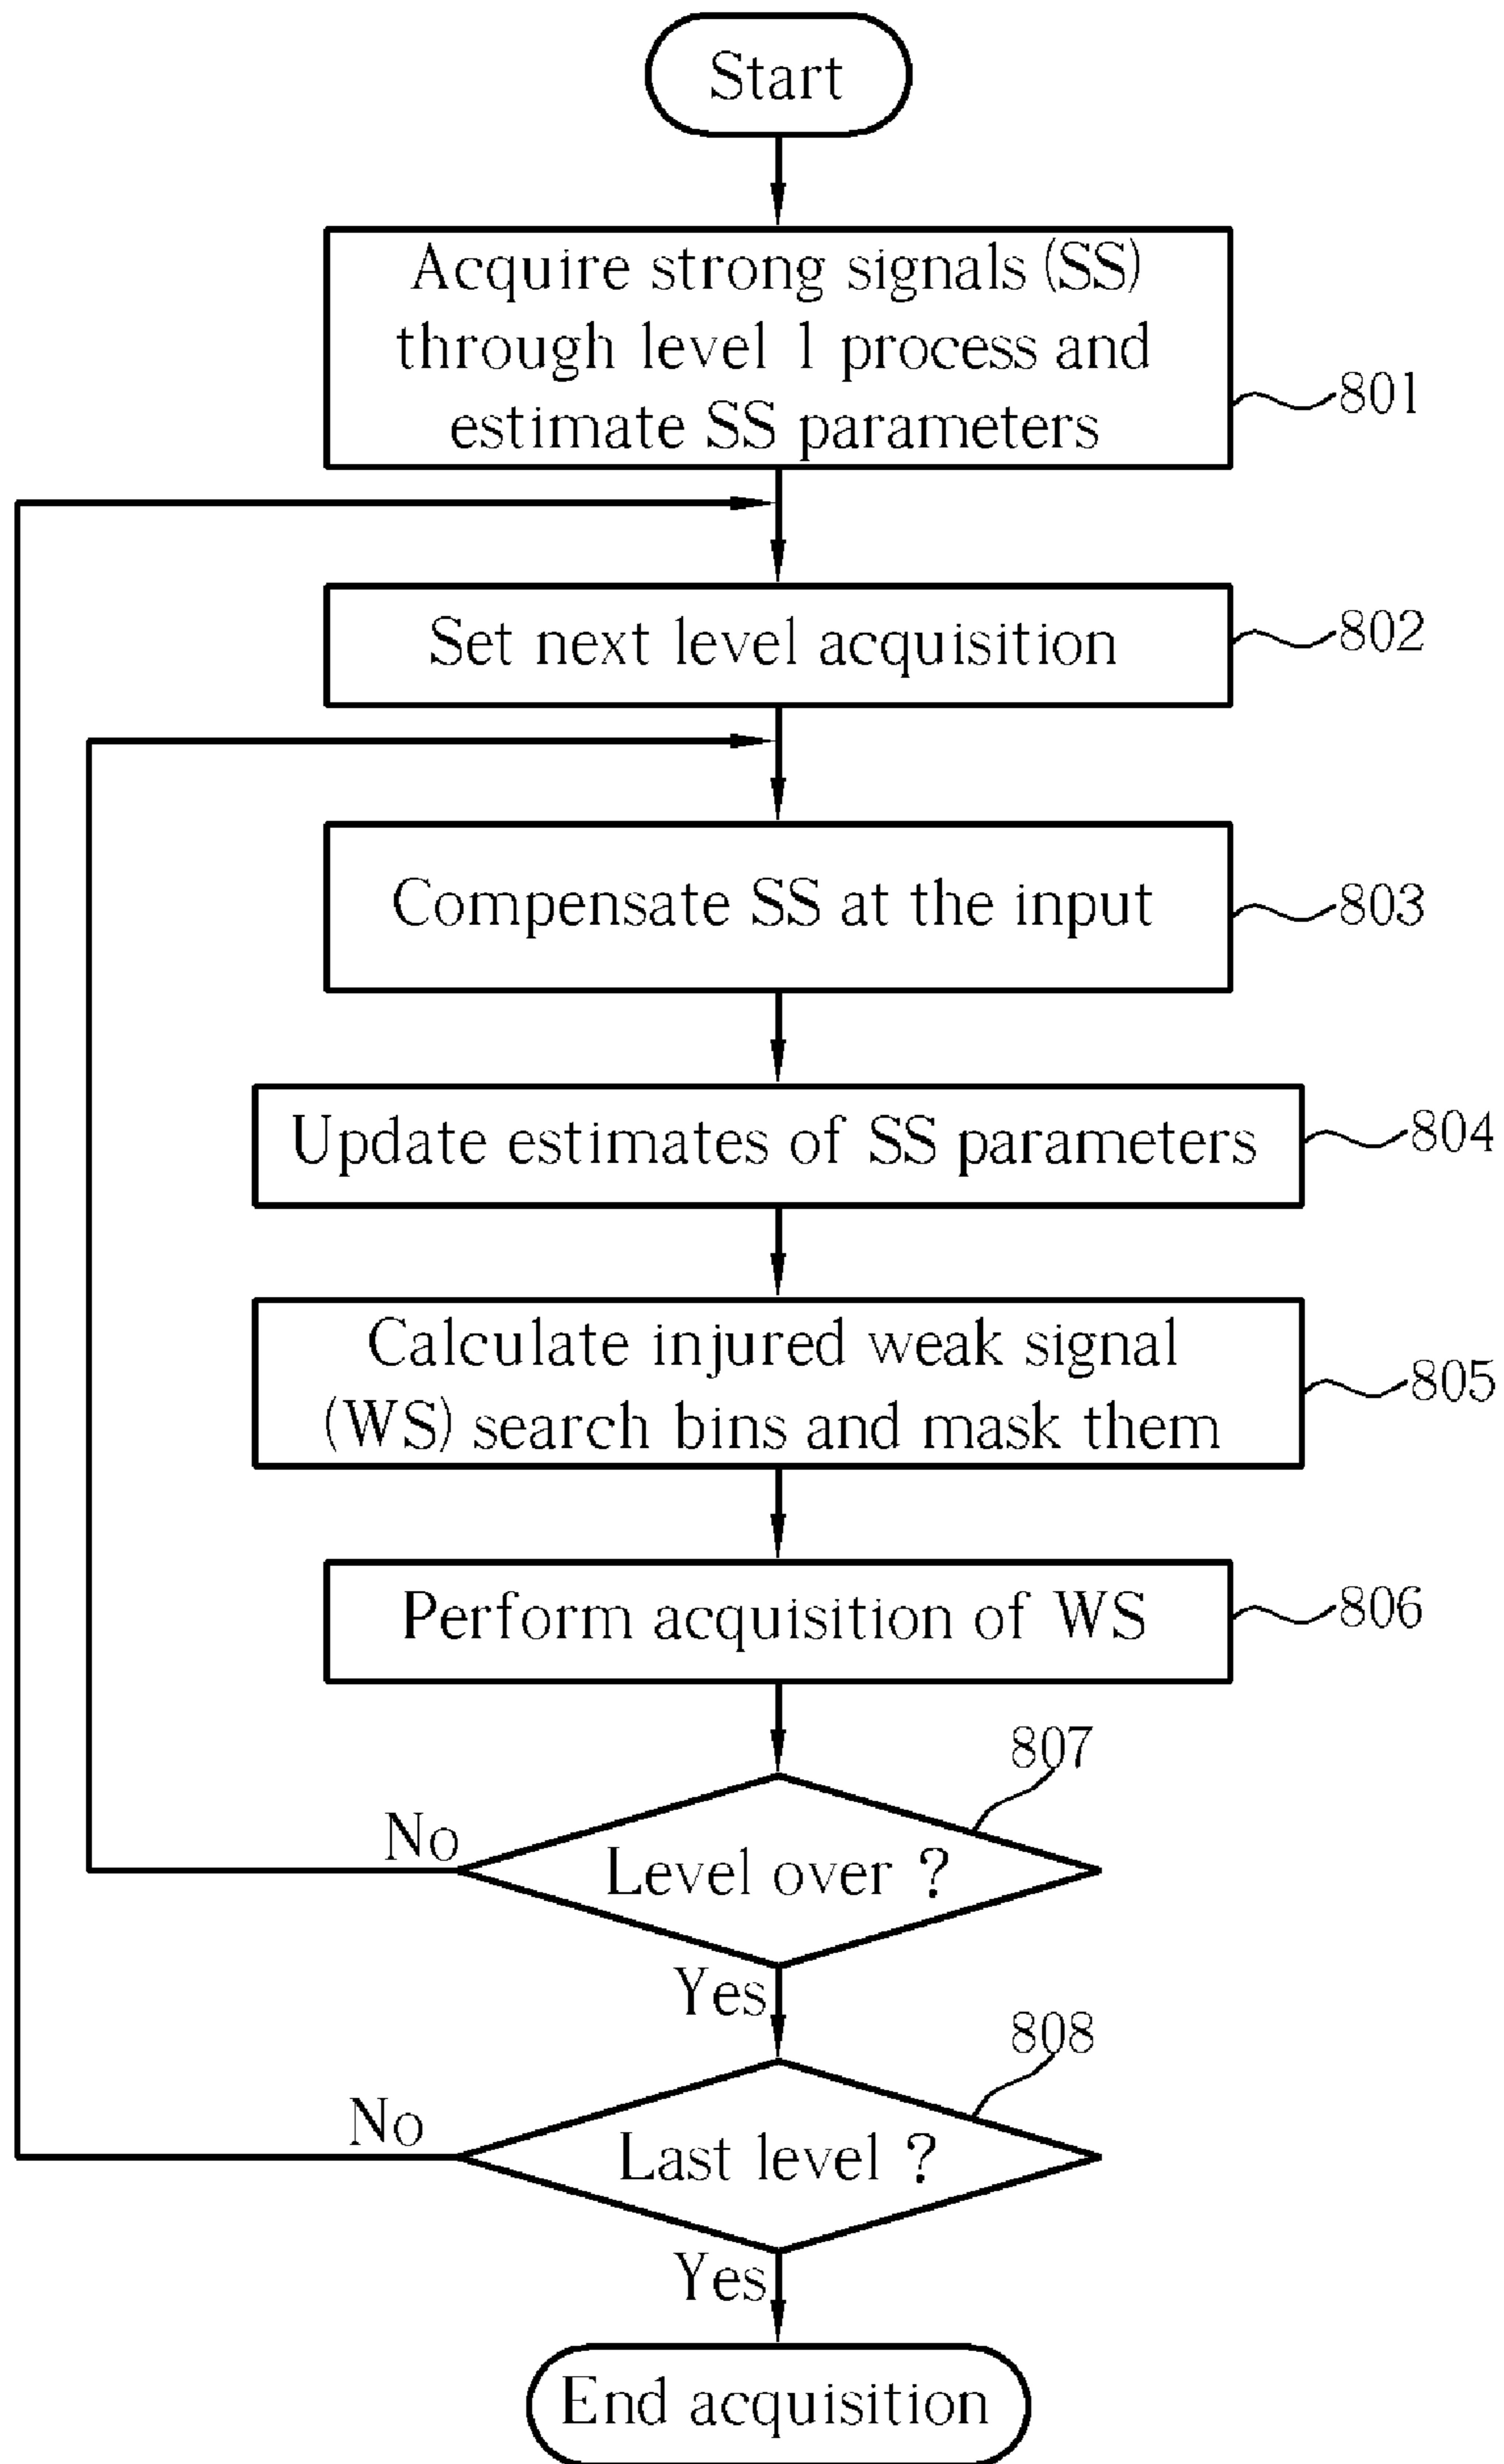 Start
Acquire strong signals (SS)
through level 1 process and
estimate SS parameters
801
Set next level acquisition
802
Compensate SS at the input
803
Update estimates of SS parameters
804
Calculate injured weak signal
(WS) search bins and mask them
805
Perform acquisition of WS
806
807
No
Level over ?
Yes
808
No
Last level ?
Yes
End acquisition